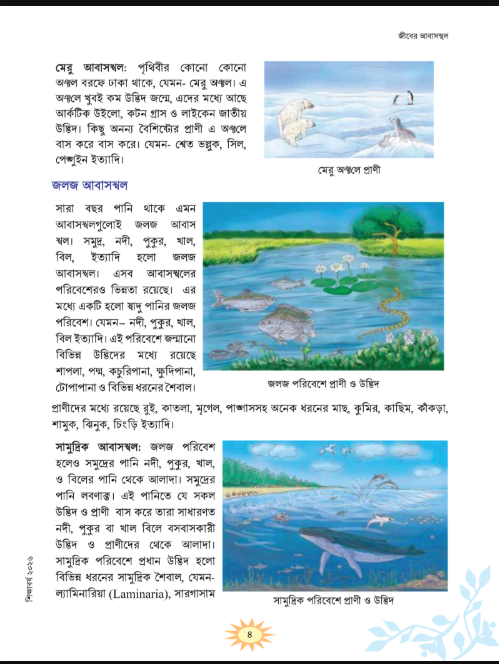 জীবের আবাসস্থল
মেরু আবাসস্থল: পৃথিবীর কোনো কোনো
অঞ্চল বরফে ঢাকা থাকে, যেমন- মেরু অঞ্চল। এ
অঞ্চলে খুবই কম উদ্ভিদ জন্মে, এদের মধ্যে আছে
আর্কটিক উইলো, কটন গ্রাস ও লাইকেন জাতীয়
উদ্ভিদ। কিছু অনন্য বৈশিষ্ট্যের প্রাণী এ অঞ্চলে
বাস করে বাস করে। যেমন- শ্বেত ভল্লুক, সিল,
পেঙ্গুইন ইত্যাদি।
মেরু অঞ্চলে প্রাণী
জলজ আবাসস্থল
সারা বছর পানি থাকে এমন
আবাসস্থলগুলোই জলজ আবাস
স্থল। সমুদ্র, নদী, পুকুর, খাল,
বিল, ইত্যাদি হলো জলজ
আবাসস্থল। এসব আবাসস্থলের
পরিবেশেরও ভিন্নতা রয়েছে। এর
মধ্যে একটি হলো স্বাদু পানির জলজ
পরিবেশ। যেমন– নদী, পুকুর, খাল,
বিল ইত্যাদি। এই পরিবেশে জন্মানো
বিভিন্ন উদ্ভিদের মধ্যে রয়েছে
শাপলা, পদ্ম, কচুরিপানা, ক্ষুদিপানা,
টোপাপানা ও বিভিন্ন ধরনের শৈবাল।
জলজ পরিবেশে প্রাণী ও উদ্ভিদ
প্রাণীদের মধ্যে রয়েছে রুই, কাতলা, মৃগেল, পাঙ্গাসসহ অনেক ধরনের মাছ, কুমির, কাছিম, কাঁকড়া,
শামুক, ঝিনুক, চিংড়ি ইত্যাদি।
সামুদ্রিক আবাসস্থল: জলজ পরিবেশ
হলেও সমুদ্রের পানি নদী, পুকুর, খাল,
ও বিলের পানি থেকে আলাদা। সমুদ্রের
পানি লবণাক্ত। এই পানিতে যে সকল
উদ্ভিদ ও প্রাণী বাস করে তারা সাধারণত
নদী, পুকুর বা খাল বিলে বসবাসকারী
উদ্ভিদ ও প্রাণীদের থেকে আলাদা।
সামুদ্রিক পরিবেশে প্রধান উদ্ভিদ হলো
বিভিন্ন ধরনের সামুদ্রিক শৈবাল, যেমন-
ল্যামিনারিয়া (Laminaria), সারগাসাম
সামুদ্রিক পরিবেশে প্রাণী ও উদ্ভিদ
শিক্ষাবর্ষ ২০২৬
৪